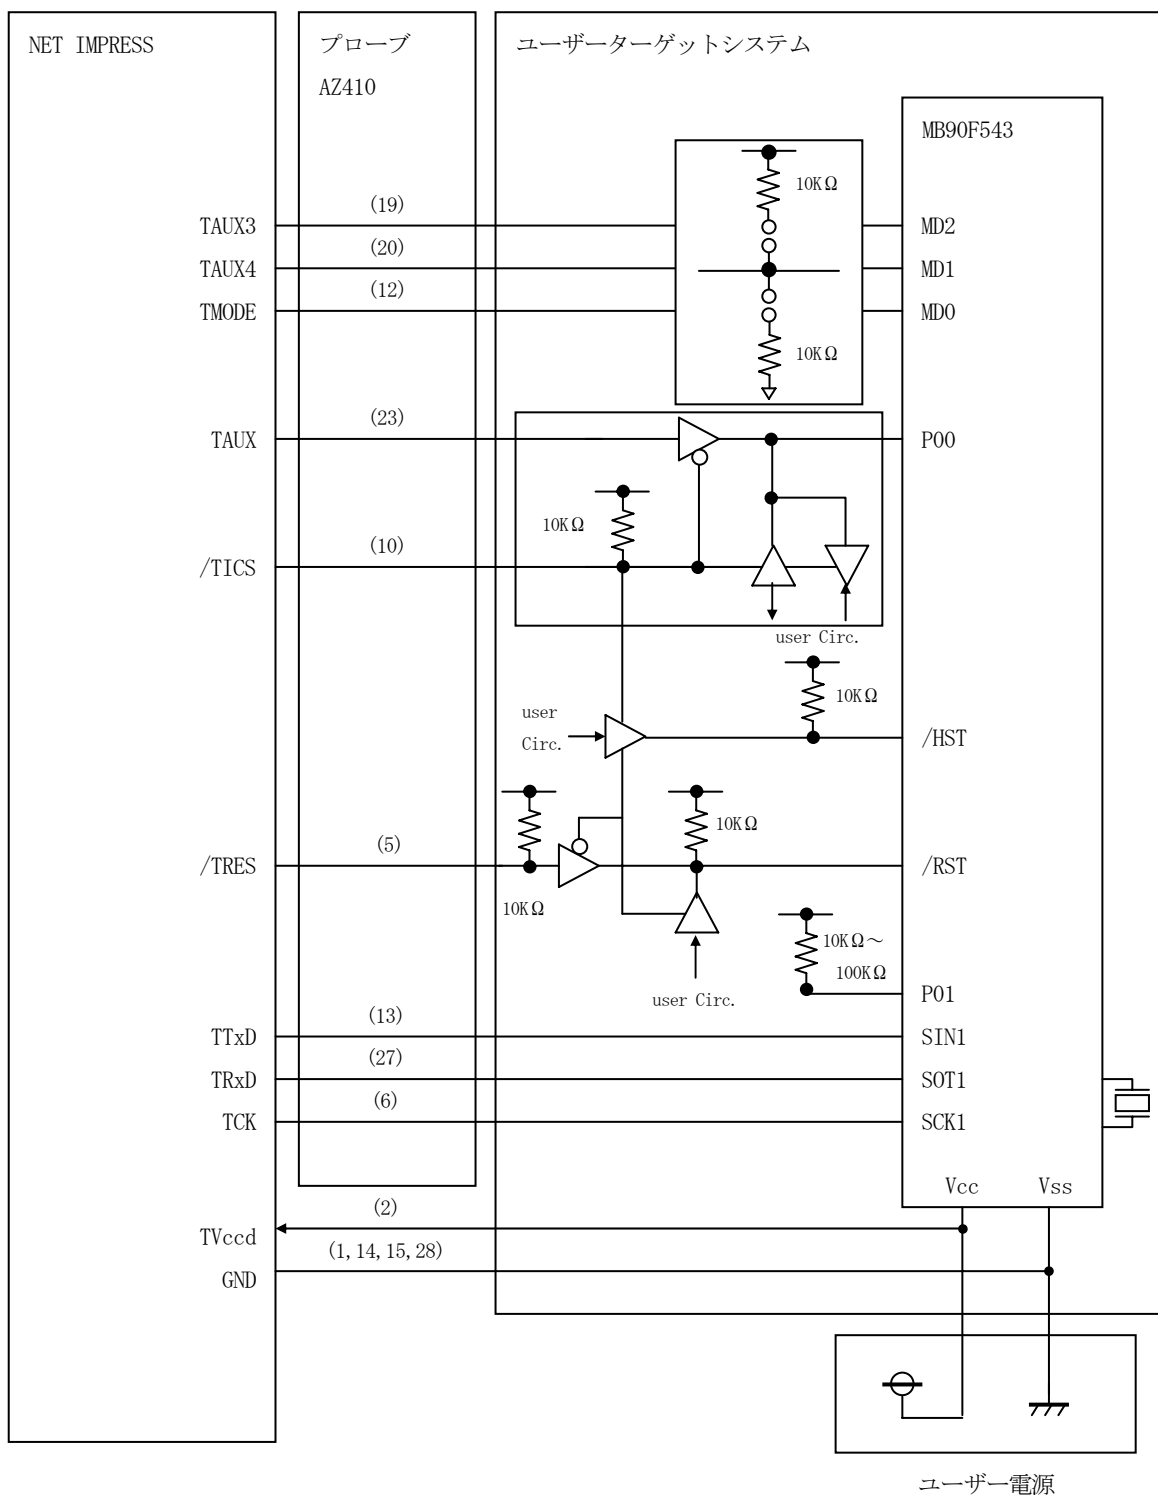 NET IMPRESS
プローブ
AZ410
ユーザーターゲットシステム
MB90F543
10KΩ
(19)
TAUX3
MD2
(20)
TAUX4
MD1
(12)
TMODE
MD0
10KΩ
(23)
TAUX
P00
10KΩ
(10)
/TICS
user Circ.
10KΩ
user
Circ.
/HST
10KΩ
(5)
/TRES
/RST
10KΩ
10KΩ～
100KΩ
user Circ.
P01
(13)
TTxD
SIN1
(27)
TRxD
SOT1
(6)
TCK
SCK1
Vcc
Vss
(2)
TVccd
(1,14,15,28)
GND
ユーザー電源